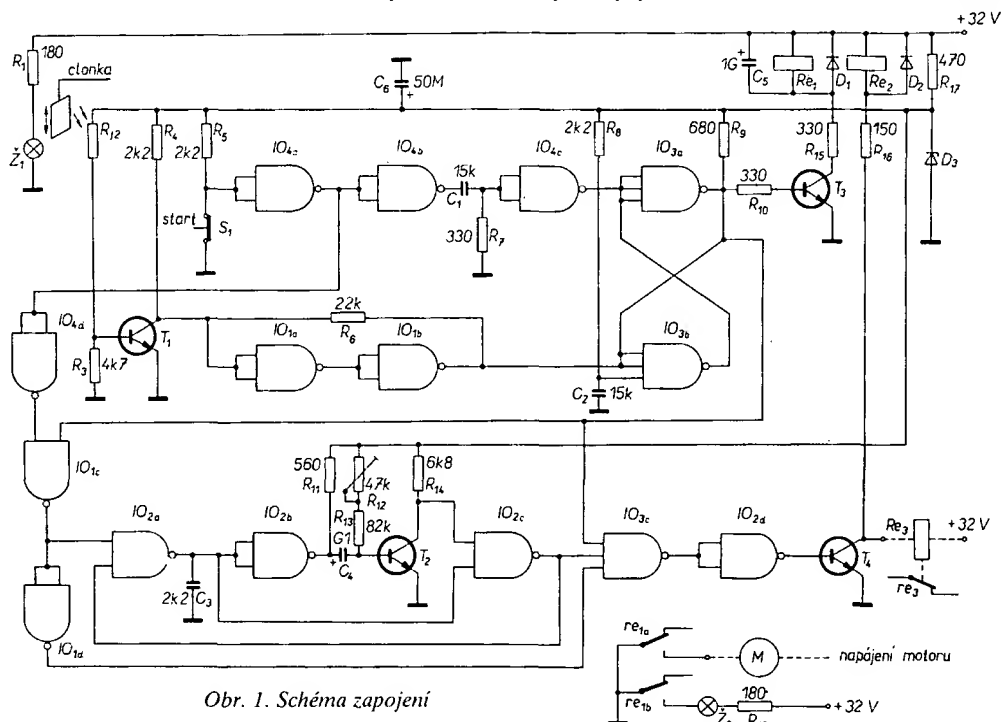 + 32 V
R1 180
clonka
Ž1
R12
R4
2k2
R5
2k2
C6 50M
+
1G + C5
Re1
D1
Re2
D2
470
R17
330
R15
150
R16
D3
2k2 R8
680 R9
IO4a
IO4b
15k
C1
IO4c
IO3a
330
R10
T3
start
S1
330 R7
IO4d
R3 4k7
T1
22k
R6
IO1a
IO1b
IO3b
C2 15k
IO1c
560
R11
47k
R12
R13
82k
G1
+ C4
6k8
R14
T2
IO2a
IO2b
IO2c
IO3c
IO2d
T4
Re3
+32 V
re3
2k2 C3
IO1d
re1a
M
napájení motoru
re1b
180
+32 V
Obr. 1. Schéma zapojení